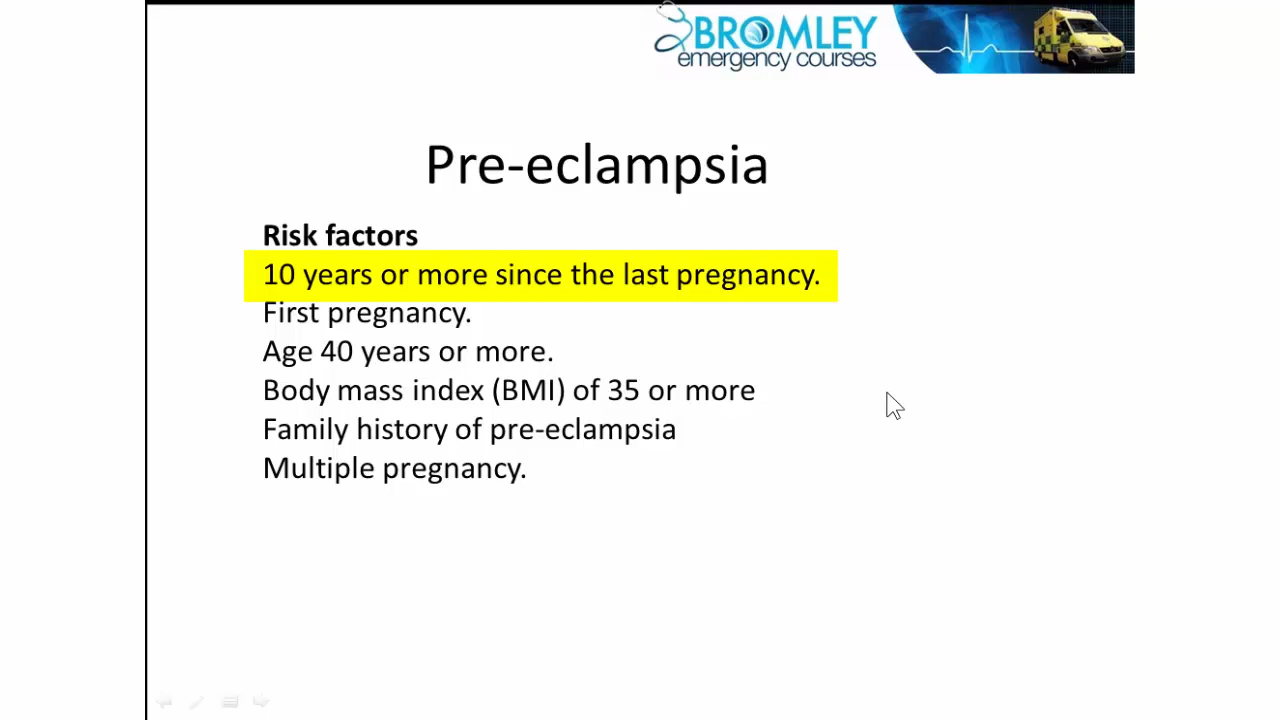 BROMLEY
emergency courses
Pre-eclampsia
Risk factors
10 years or more since the last pregnancy.
First pregnancy.
Age 40 years or more.
Body mass index (BMI) of 35 or more
Family history of pre-eclampsia
Multiple pregnancy.